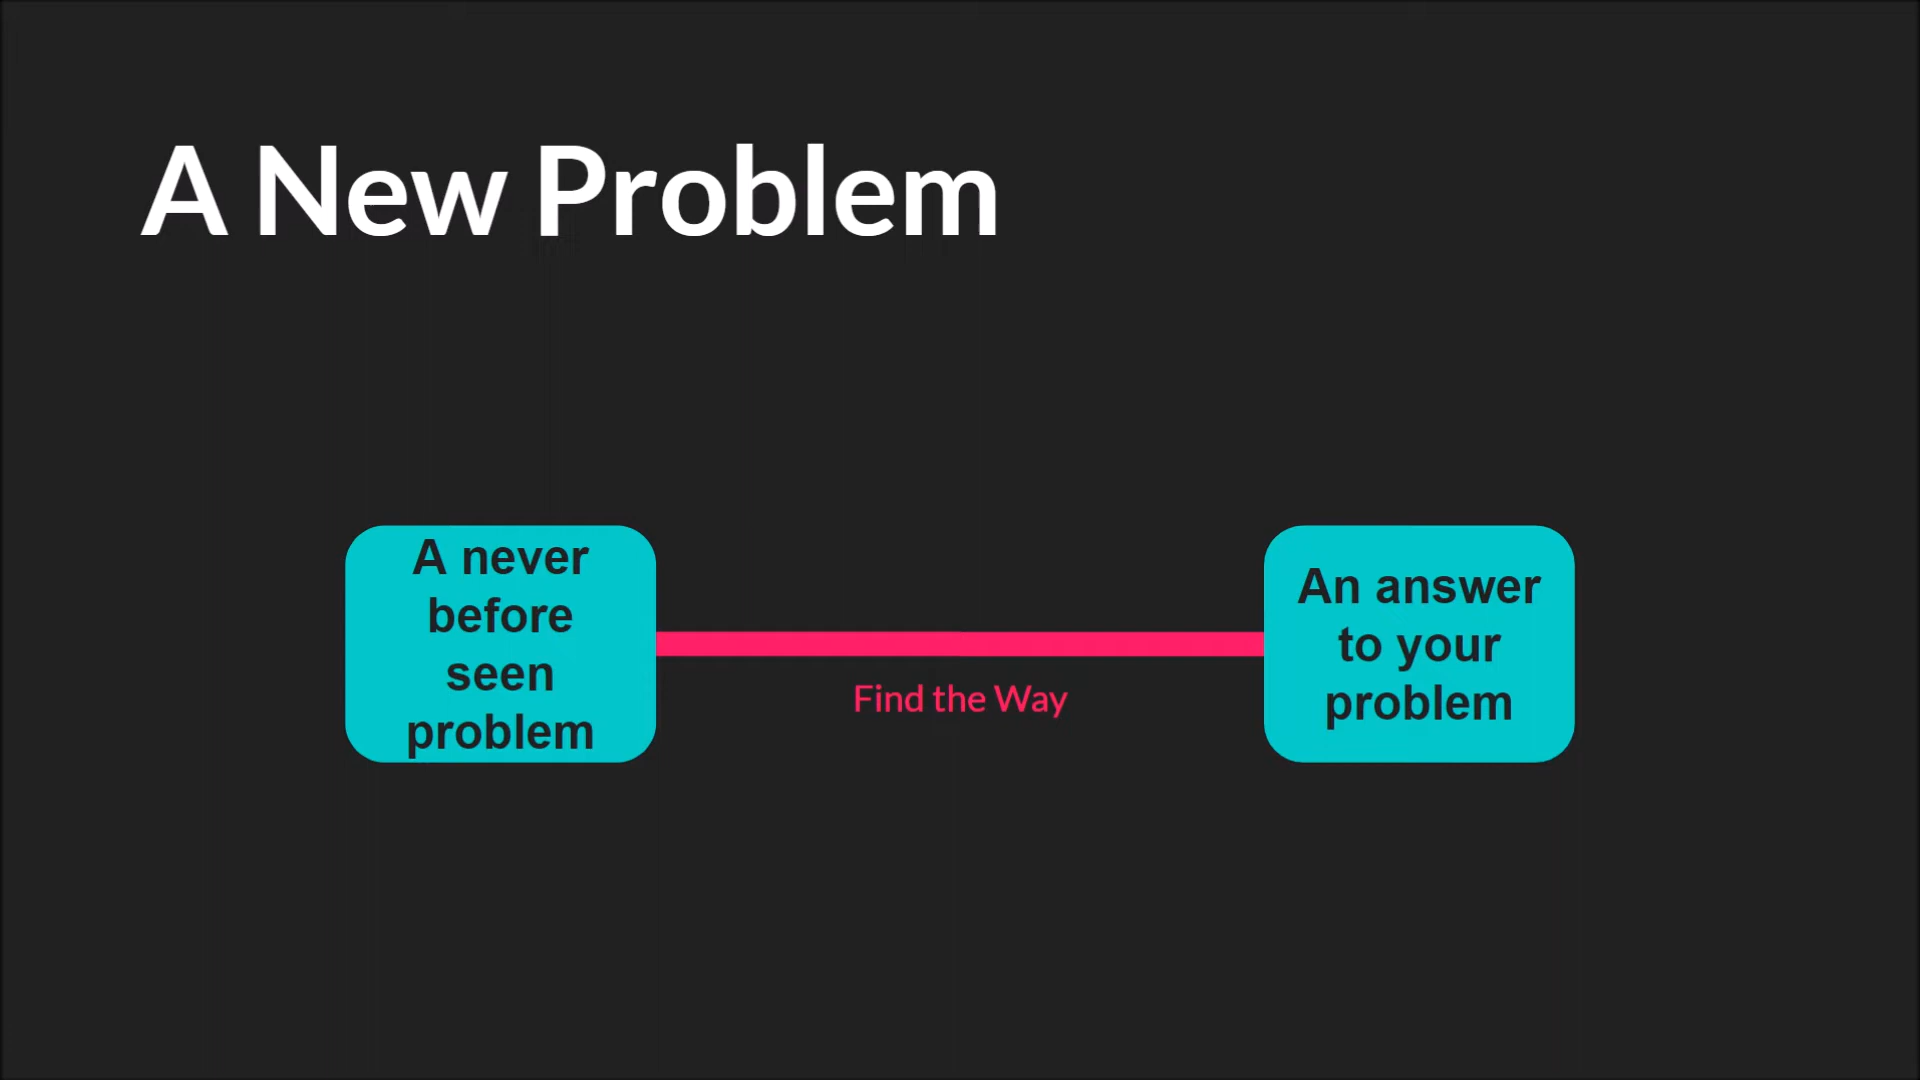 A New Problem
A never
before
seen
problem
Find the Way
An answer
to your
problem